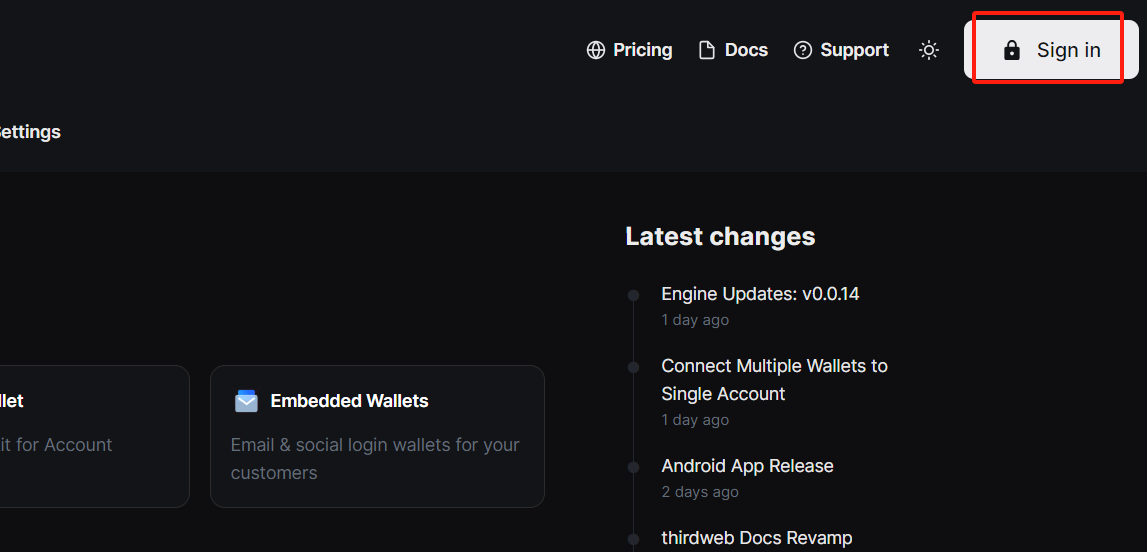 Pricing Docs Support Sign in
Settings
Latest changes
Engine Updates: v0.0.14
1 day ago
Connect Multiple Wallets to
Single Account
1 day ago
Android App Release
2 days ago
thirdweb Docs Revamp
llet
it for Account
Embedded Wallets
Email & social login wallets for your
customers